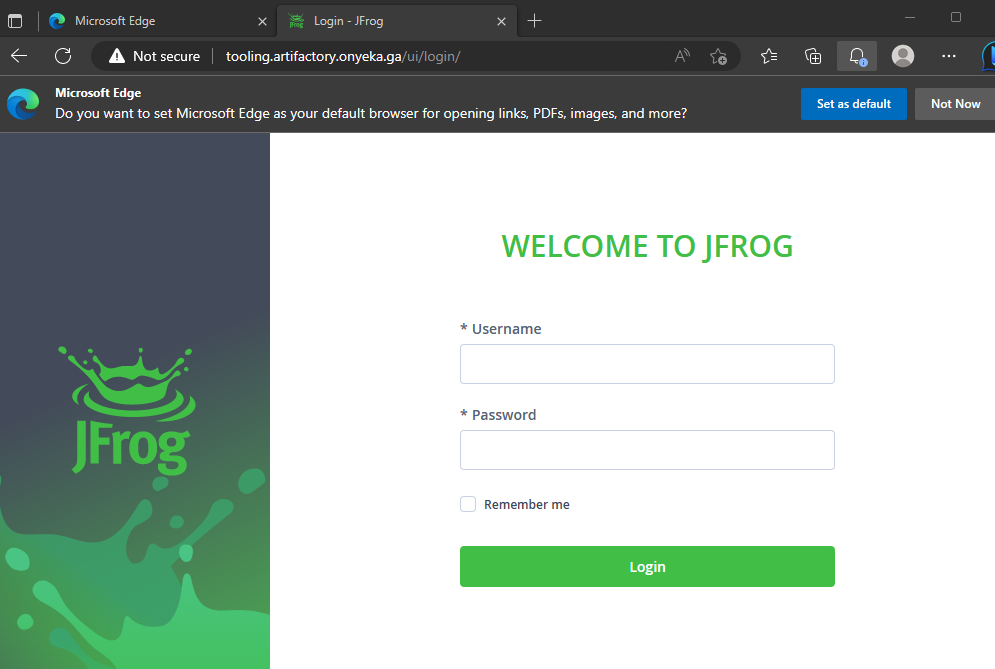 Microsoft Edge
JFrog Login - JFrog
Not secure tooling.artifactory.onyeka.ga/ui/login/
Microsoft Edge
Do you want to set Microsoft Edge as your default browser for opening links, PDFs, images, and more?
Set as default
Not Now
JFrog
WELCOME TO JFROG
* Username
* Password
Remember me
Login